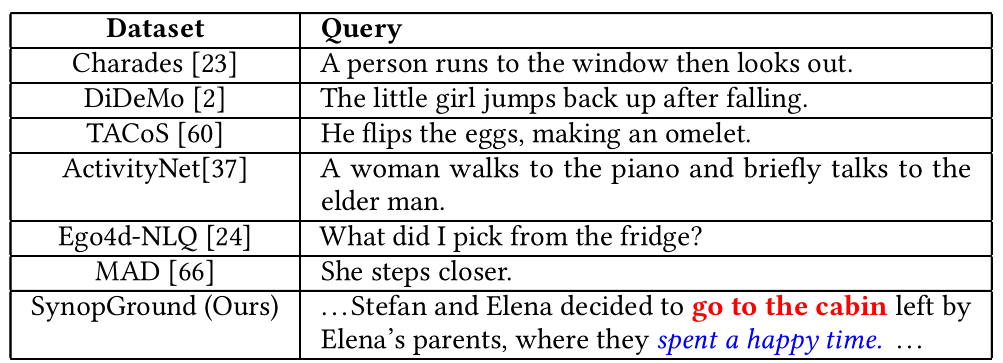 Dataset Query
Charades [23] A person runs to the window then looks out.
DiDeMo [2] The little girl jumps back up after falling.
TACoS [60] He flips the eggs, making an omelet.
ActivityNet[37] A woman walks to the piano and briefly talks to the
elder man.
Ego4d-NLQ [24] What did I pick from the fridge?
MAD [66] She steps closer.
SynopGround (Ours) ...Stefan and Elena decided to go to the cabin left by
Elena's parents, where they spent a happy time. ...